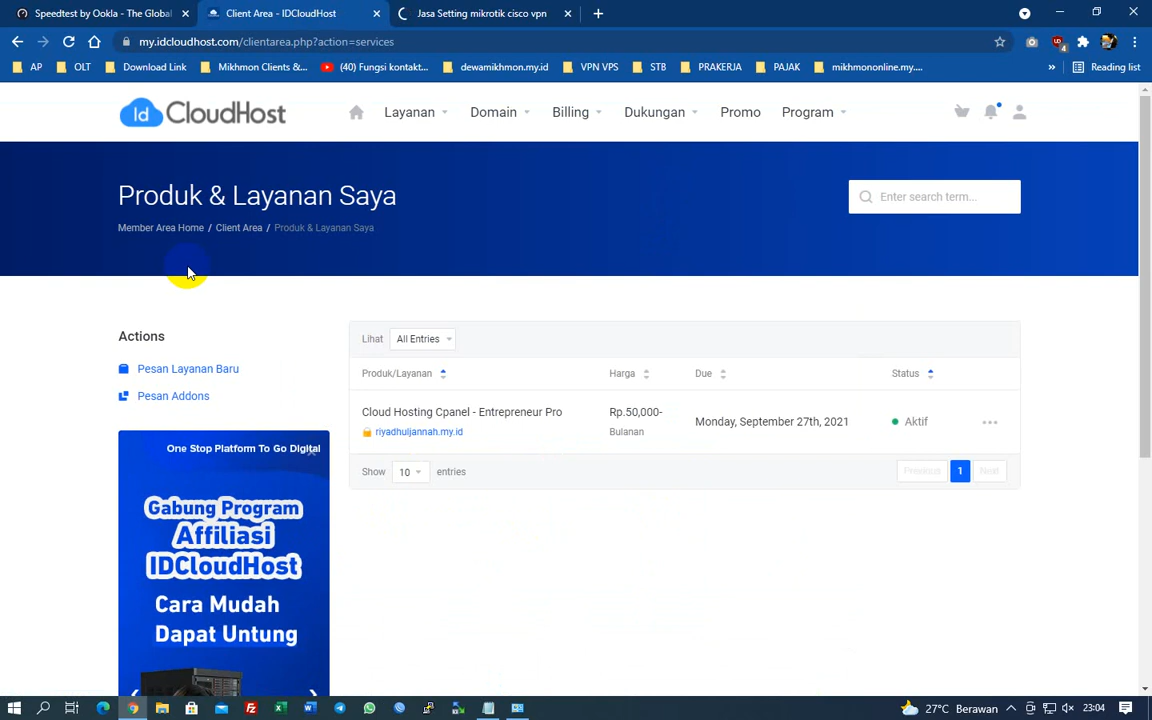 Speedtest by Ookla - The Global
Client Area - IDCloudHost
Jasa Setting mikrotik cisco vpn
my.idcloudhost.com/clientarea.php?action=services
AP
OLT
Download Link
Mikhmon Clients &...
(40) Fungsi kontakt...
dewamikhmon.my.id
VPN VPS
STB
PRAKERJA
PAJAK
mikhmononline.my....
»
Reading list
Id CloudHost
Layanan
Domain
Billing
Dukungan
Promo
Program
Produk & Layanan Saya
Enter search term...
Member Area Home / Client Area / Produk & Layanan Saya
Actions
Pesan Layanan Baru
Pesan Addons
Lihat All Entries
Produk/Layanan Harga Due Status
Cloud Hosting Cpanel - Entrepreneur Pro Rp.50,000- Monday, September 27th, 2021 Aktif
riyadhuljannah.my.id Bulanan
Show 10 entries Previous 1 Next
One Stop Platform To Go Digital
Gabung Program
Affiliasi
IDCloudHost
Cara Mudah
Dapat Untung
27°C Berawan 23:04